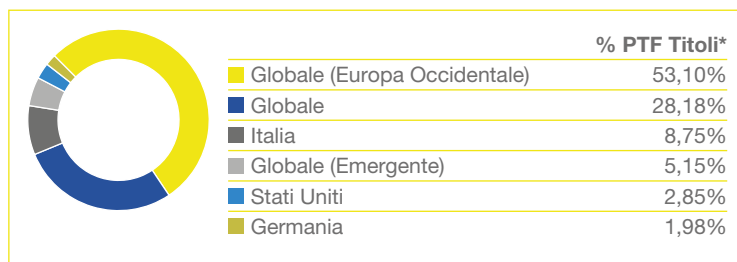 % PTF Titoli*
Globale (Europa Occidentale) 53,10%
Globale 28,18%
Italia 8,75%
Globale (Emergente) 5,15%
Stati Uniti 2,85%
Germania 1,98%